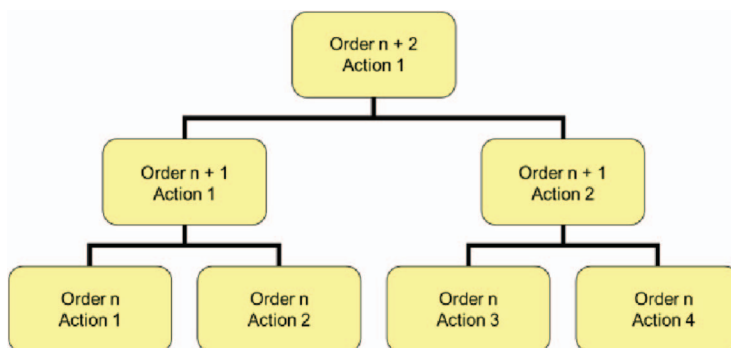 Order n + 2
Action 1
Order n + 1
Action 1
Order n + 1
Action 2
Order n
Action 1
Order n
Action 2
Order n
Action 3
Order n
Action 4